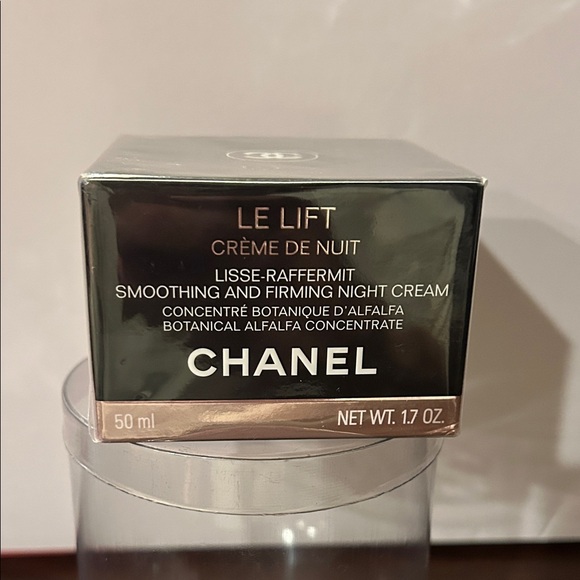 LE LIFT
CRÈME DE NUIT
LISSE-RAFFERMIT
SMOOTHING AND FIRMING NIGHT CREAM
CONCENTRÉ BOTANIQUE D'ALFALFA
BOTANICAL ALFALFA CONCENTRATE
CHANEL
50 ml NET WT. 1.7 OZ.